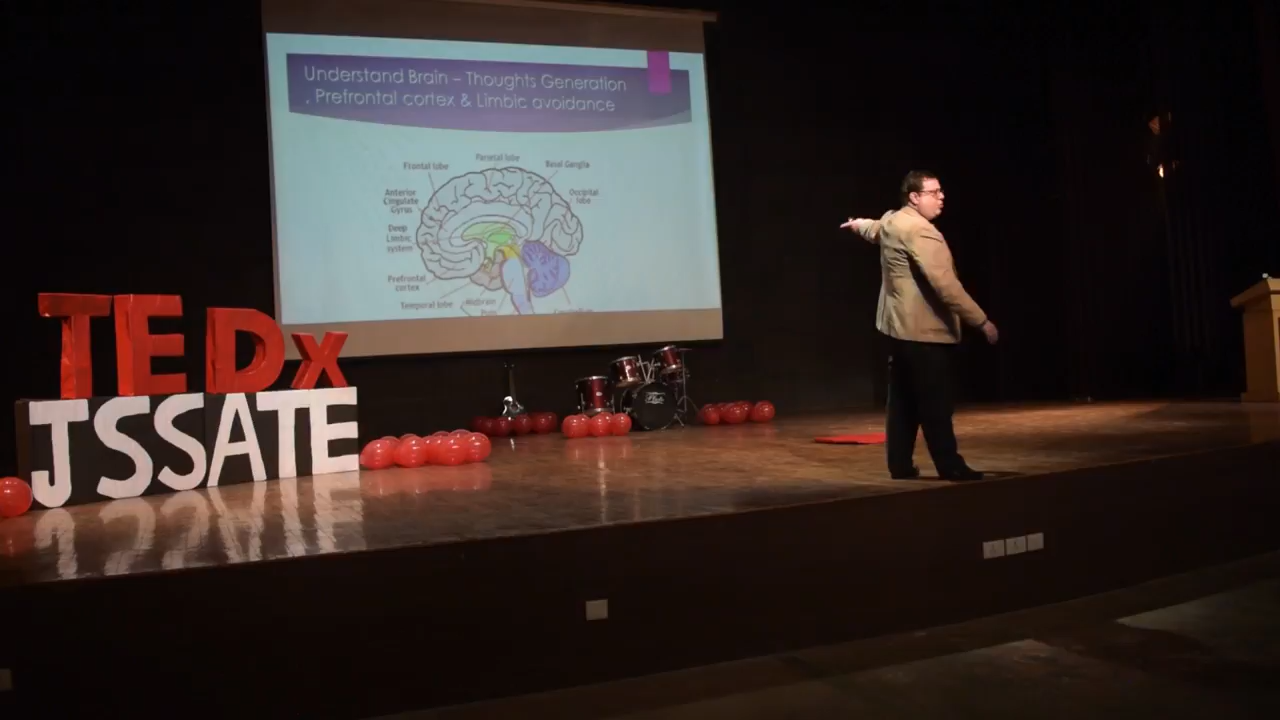 Understand Brain – Thoughts Generation
. Prefrontal cortex & Limbic avoidance
Parietal lobe
Frontal lobe
Basal Ganglia
Anterior
Cingulate
Gyrus
Occipital
lobe
Deep
Limbic
system
Prefrontal
cortex
Temporal lobe
TEDx
JSSATE